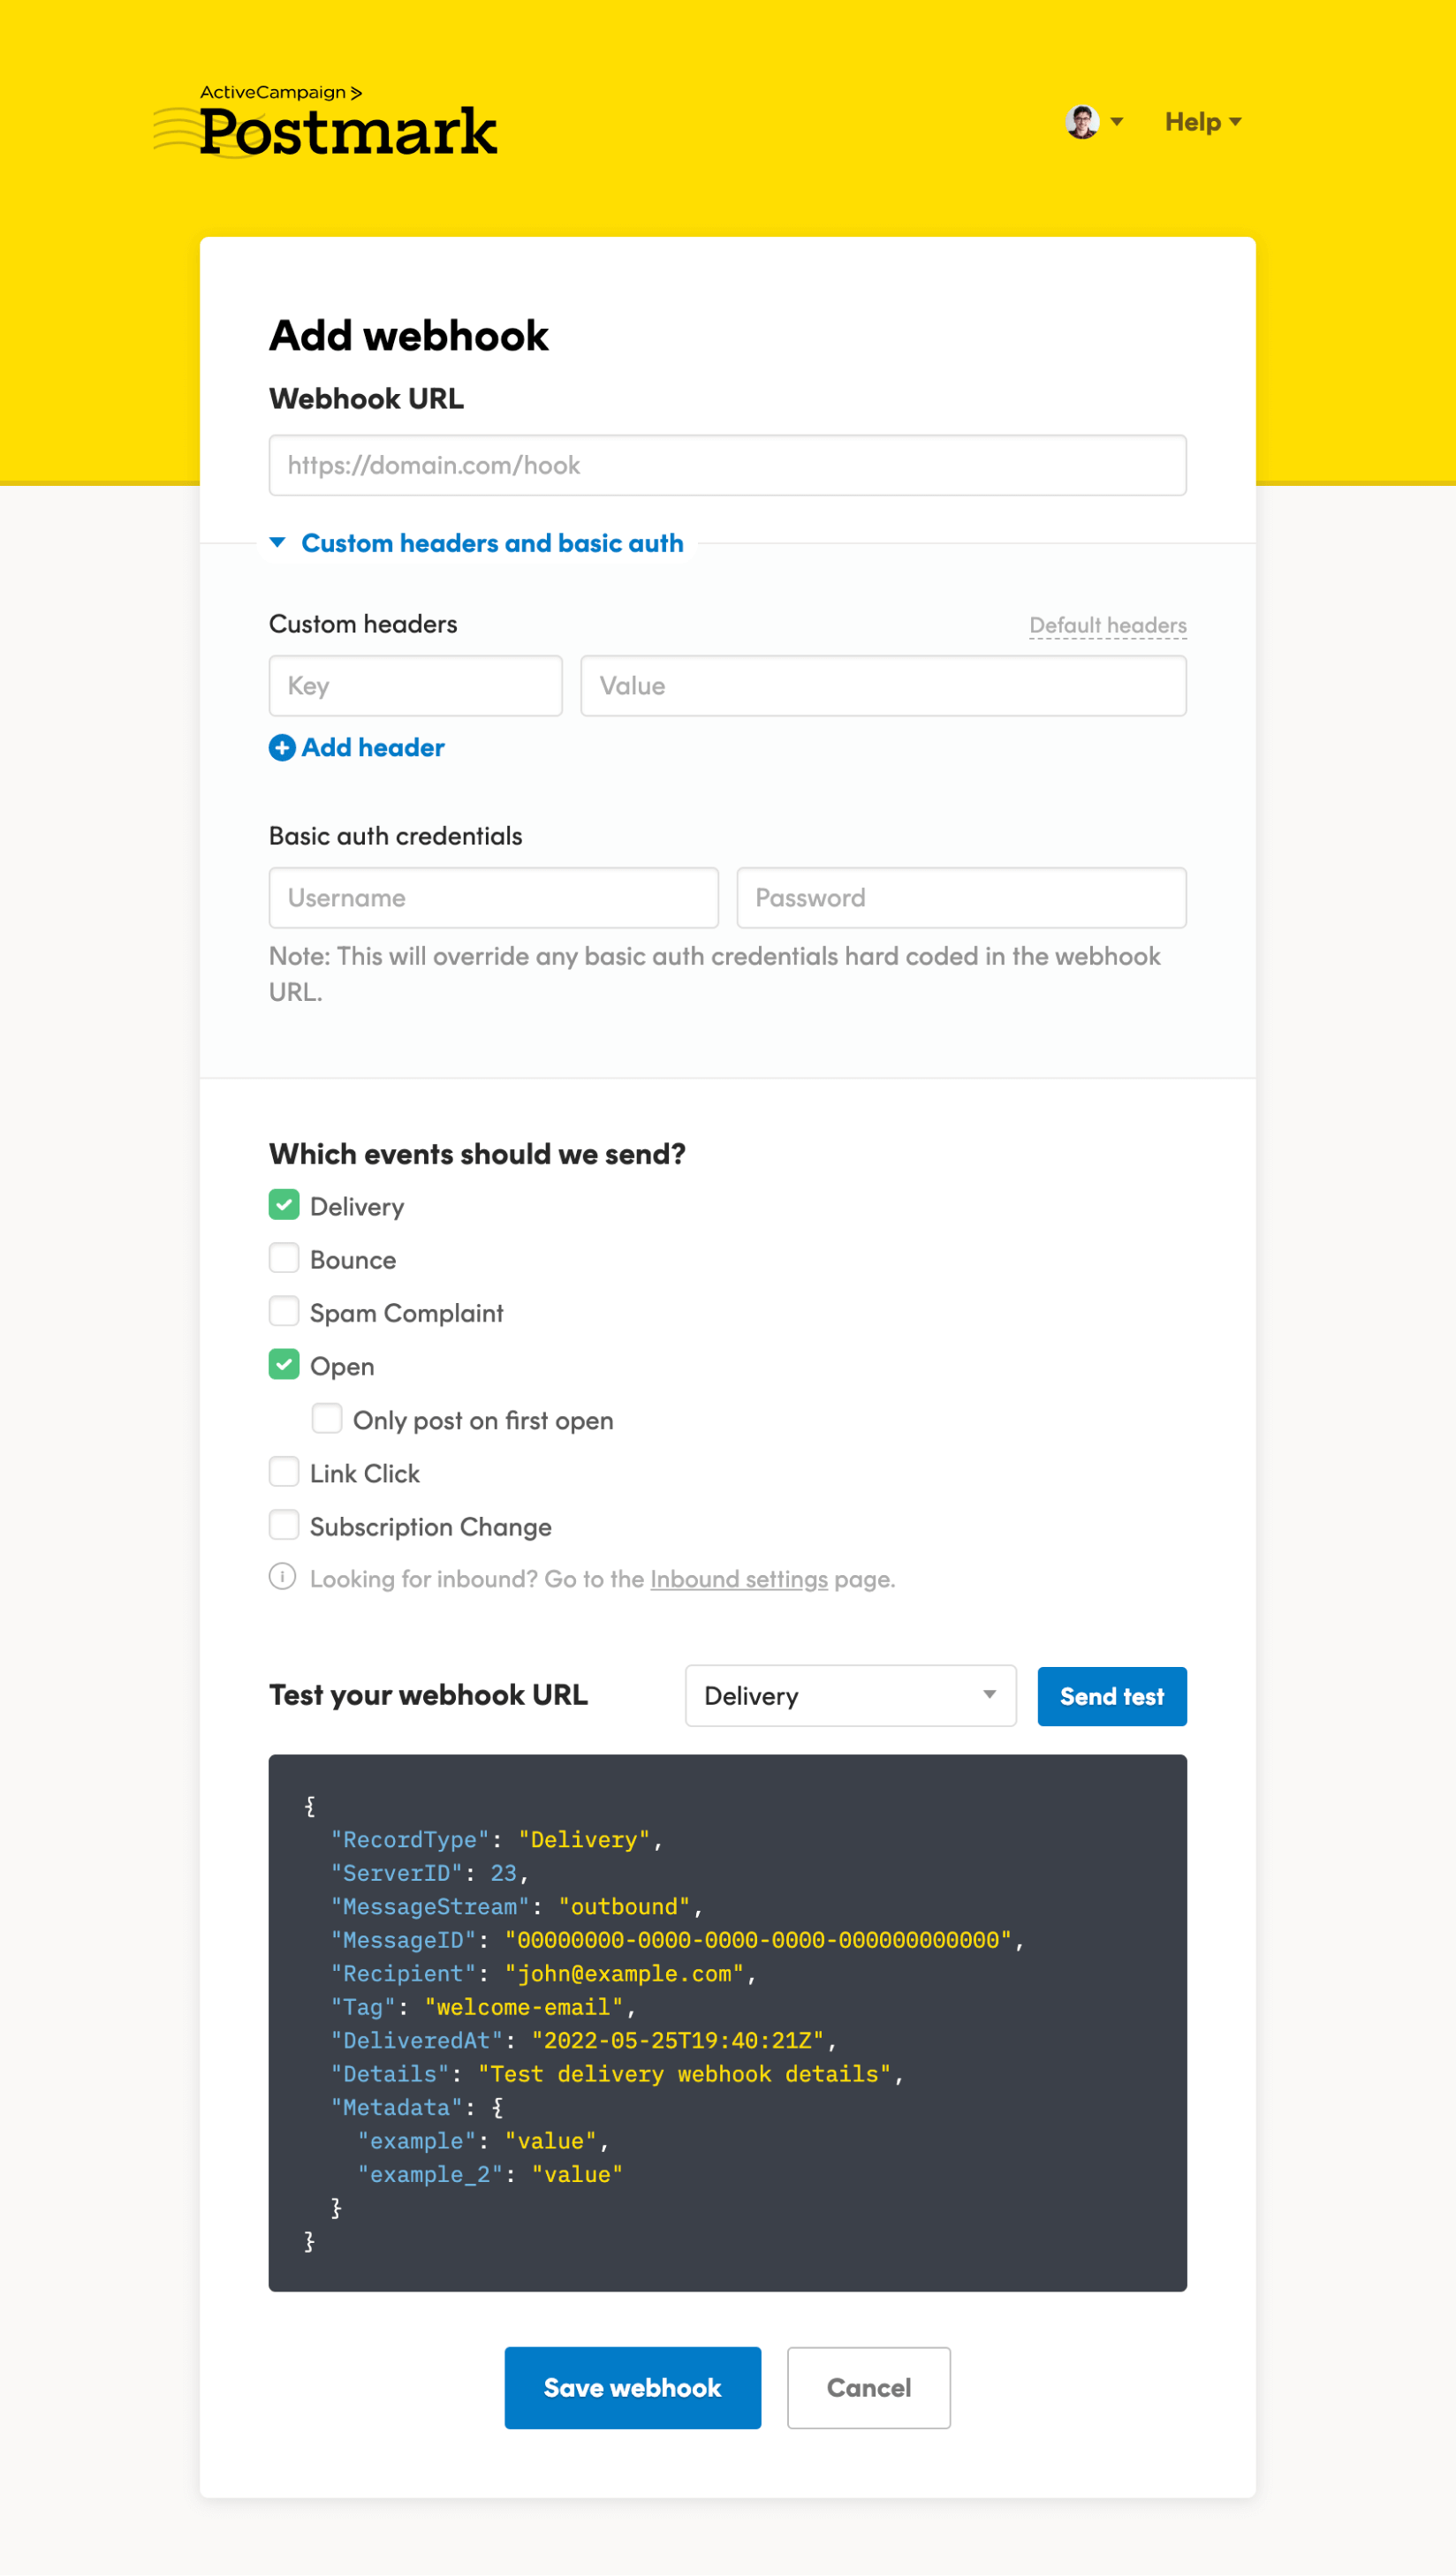 ActiveCampaign >
Postmark
Help
Add webhook
Webhook URL
https://domain.com/hook
Custom headers and basic auth
Custom headers
Default headers
Key
Value
Add header
Basic auth credentials
Username
Password
Note: This will override any basic auth credentials hard coded in the webhook
URL.
Which events should we send?
Delivery
Bounce
Spam Complaint
Open
Only post on first open
Link Click
Subscription Change
Looking for inbound? Go to the Inbound settings page.
Test your webhook URL
Delivery
Send test
{
  "RecordType": "Delivery",
  "ServerID": 23,
  "MessageStream": "outbound",
  "MessageID": "00000000-0000-0000-0000-000000000000",
  "Recipient": "john@example.com",
  "Tag": "welcome-email",
  "DeliveredAt": "2022-05-25T19:40:21Z",
  "Details": "Test delivery webhook details",
  "Metadata": {
    "example": "value",
    "example_2": "value"
  }
}
Save webhook
Cancel